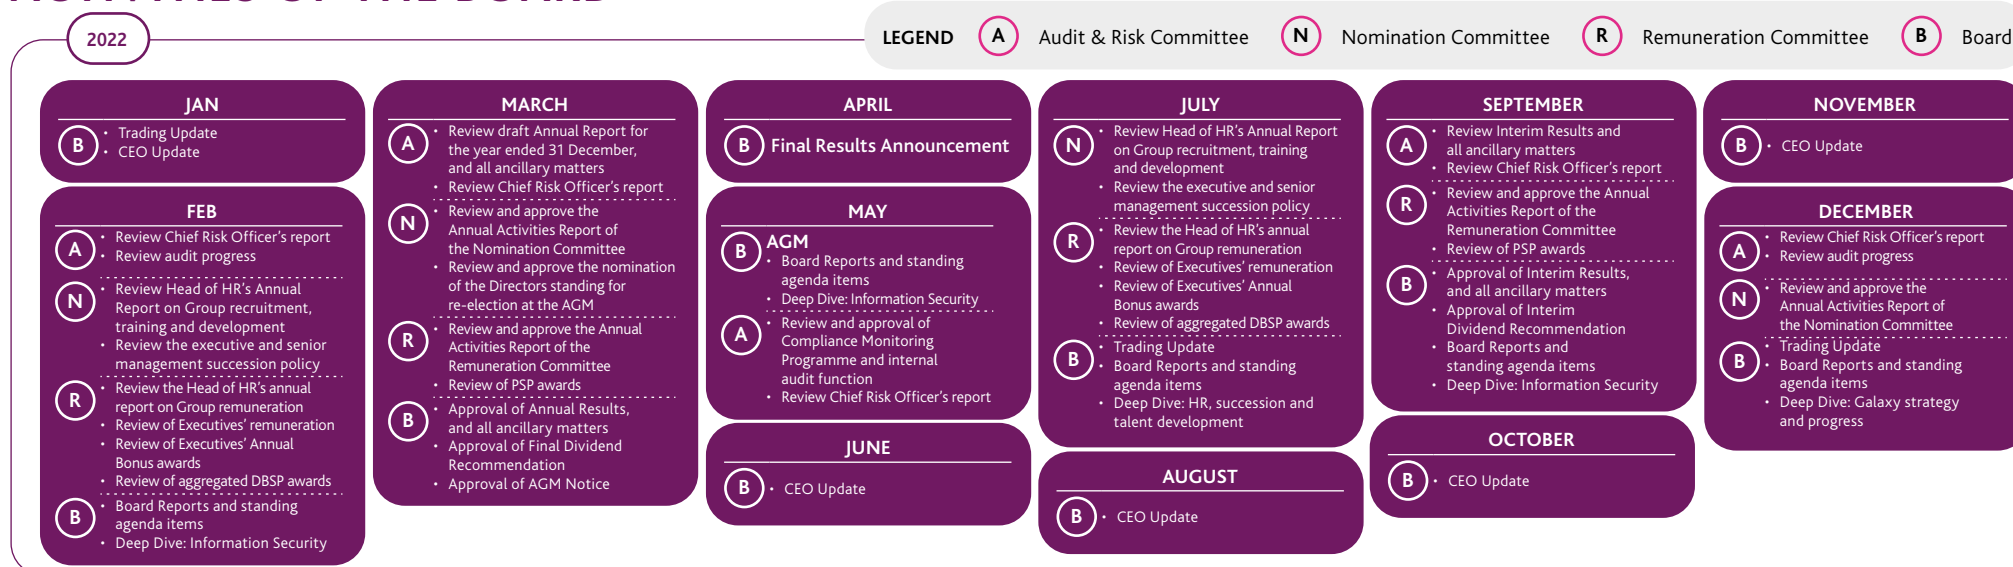 2022
LEGEND A Audit & Risk Committee N Nomination Committee R Remuneration Committee B Board
JAN
B
• Trading Update
• CEO Update
FEB
A
• Review Chief Risk Officer's report
• Review audit progress
N
• Review Head of HR's Annual
Report on Group recruitment,
training and development
• Review the executive and senior
management succession policy
R
• Review the Head of HR's annual
report on Group remuneration
• Review of Executives' remuneration
• Review of Executives' Annual
Bonus awards
• Review of aggregated DBSP awards
B
• Board Reports and standing
agenda items
• Deep Dive: Information Security
MARCH
A
• Review draft Annual Report for
the year ended 31 December,
and all ancillary matters
• Review Chief Risk Officer's report
N
• Review and approve the
Annual Activities Report of
the Nomination Committee
• Review and approve the nomination
of the Directors standing for
re-election at the AGM
R
• Review and approve the Annual
Activities Report of the
Remuneration Committee
• Review of PSP awards
B
• Approval of Annual Results,
and all ancillary matters
• Approval of Final Dividend
Recommendation
• Approval of AGM Notice
APRIL
B Final Results Announcement
MAY
B
AGM
• Board Reports and standing
agenda items
• Deep Dive: Information Security
A
• Review and approval of
Compliance Monitoring
Programme and internal
audit function
• Review Chief Risk Officer's report
JUNE
B • CEO Update
JULY
N
• Review Head of HR's Annual Report
on Group recruitment, training
and development
• Review the executive and senior
management succession policy
R
• Review the Head of HR's annual
report on Group remuneration
• Review of Executives' remuneration
• Review of Executives' Annual
Bonus awards
• Review of aggregated DBSP awards
B
• Trading Update
• Board Reports and standing
agenda items
• Deep Dive: HR, succession and
talent development
AUGUST
B • CEO Update
SEPTEMBER
A
• Review Interim Results and
all ancillary matters
• Review Chief Risk Officer's report
R
• Review and approve the Annual
Activities Report of the
Remuneration Committee
• Review of PSP awards
B
• Approval of Interim Results,
and all ancillary matters
• Approval of Interim
Dividend Recommendation
• Board Reports and
standing agenda items
• Deep Dive: Information Security
OCTOBER
B • CEO Update
NOVEMBER
B • CEO Update
DECEMBER
A
• Review Chief Risk Officer's report
• Review audit progress
N
• Review and approve the
Annual Activities Report of
the Nomination Committee
B
• Trading Update
• Board Reports and standing
agenda items
• Deep Dive: Galaxy strategy
and progress